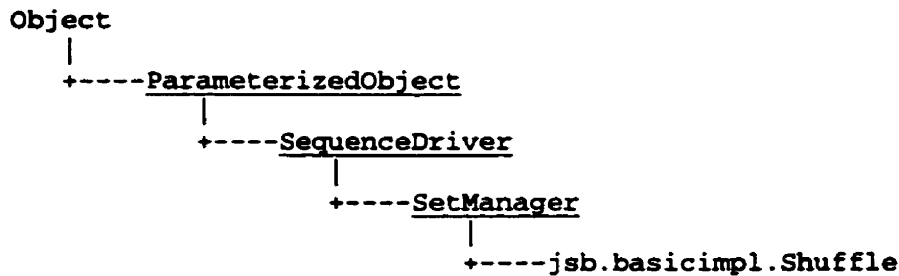 Object
|
+----ParameterizedObject
|
+----SequenceDriver
|
+----SetManager
|
+----jsb.basicimpl.Shuffle